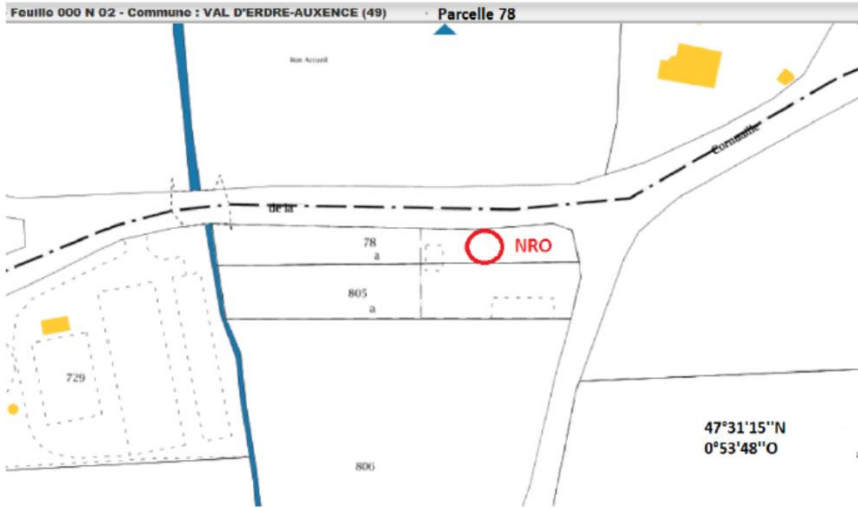 Feuille 000 N 02 - Commune : VAL D'ERDRE-AUXENCE (49) · Parcelle 78
Bon Accueil
Cornuaille
de la
78
a
NRO
805
a
729
47°31'15''N
0°53'48''O
806